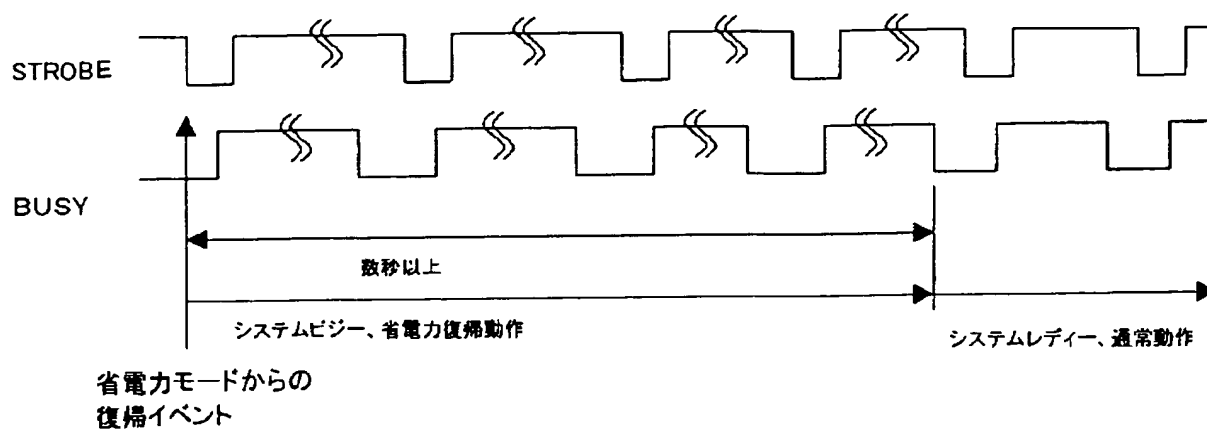 STROBE
BUSY
数秒以上
システムビジー、省電力復帰動作
システムレディー、通常動作
省電力モードからの
復帰イベント